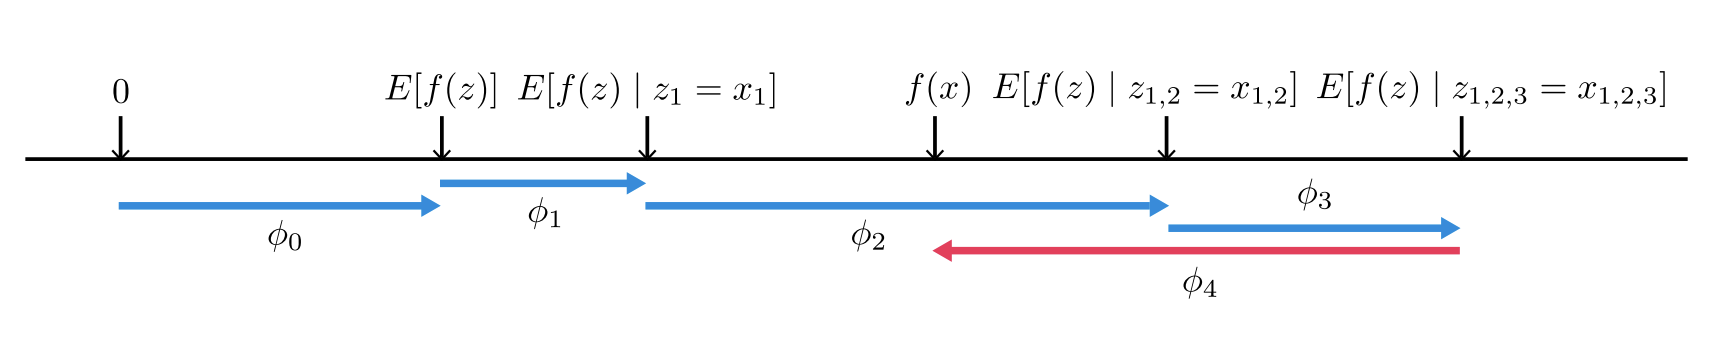 0 E[f(z)] E[f(z) | z₁ = x₁] f(x) E[f(z) | z₁,₂ = x₁,₂] E[f(z) | z₁,₂,₃ = x₁,₂,₃]
ϕ₃
ϕ₁
ϕ₀ ϕ₂
ϕ₄